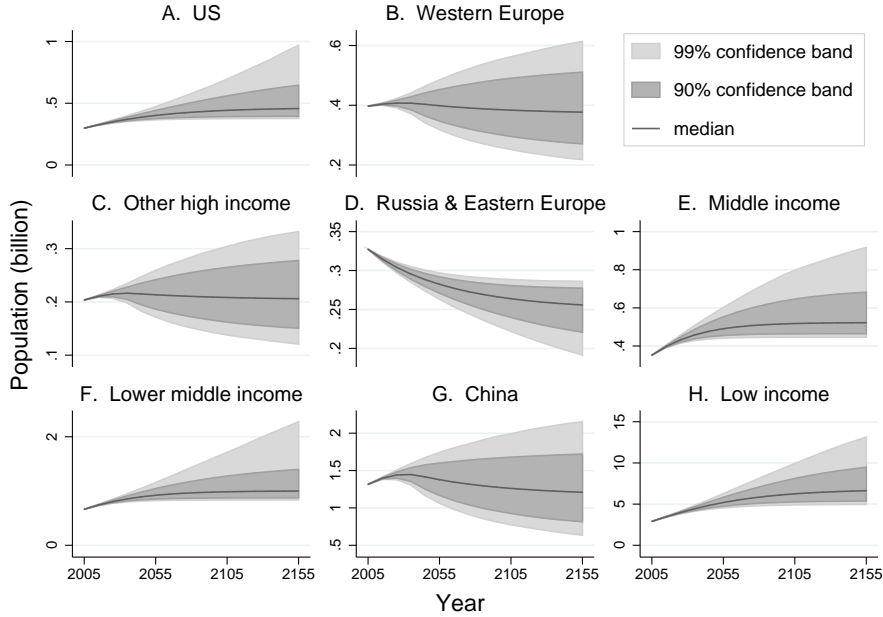 A. US
B. Western Europe
1
.5
0
.6
.4
.2
99% confidence band
90% confidence band
median
C. Other high income
D. Russia & Eastern Europe
E. Middle income
.3
.2
.1
.35
.3
.25
.2
1
.8
.6
.4
Population (billion)
F. Lower middle income
G. China
H. Low income
2
0
2
1.5
1
.5
15
10
5
0
2005 2055 2105 2155
2005 2055 2105 2155
2005 2055 2105 2155
Year